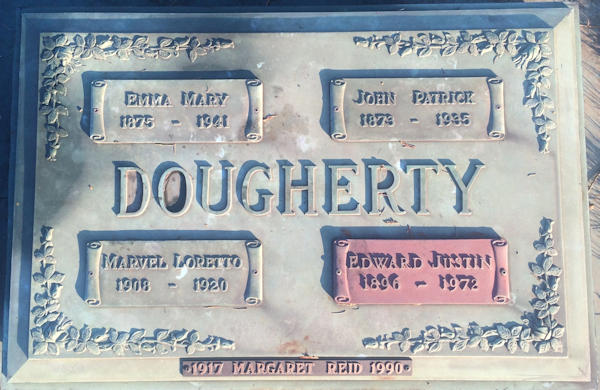 EMMA MARY
1875 - 1941
JOHN PATRICK
1873 - 1935
DOUGHERTY
MARVEL LORETTO
1908 - 1920
EDWARD JUSTIN
1896 - 1972
1917 MARGARET REID 1990